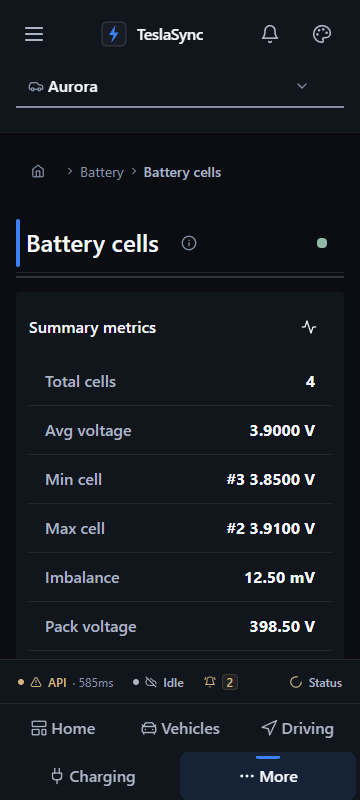 TeslaSync
Aurora
Battery
Battery cells
Battery cells
Summary metrics
Total cells 4
Avg voltage 3.9000 V
Min cell #3 3.8500 V
Max cell #2 3.9100 V
Imbalance 12.50 mV
Pack voltage 398.50 V
API · 585ms Idle 2 Status
Home Vehicles Driving
Charging More